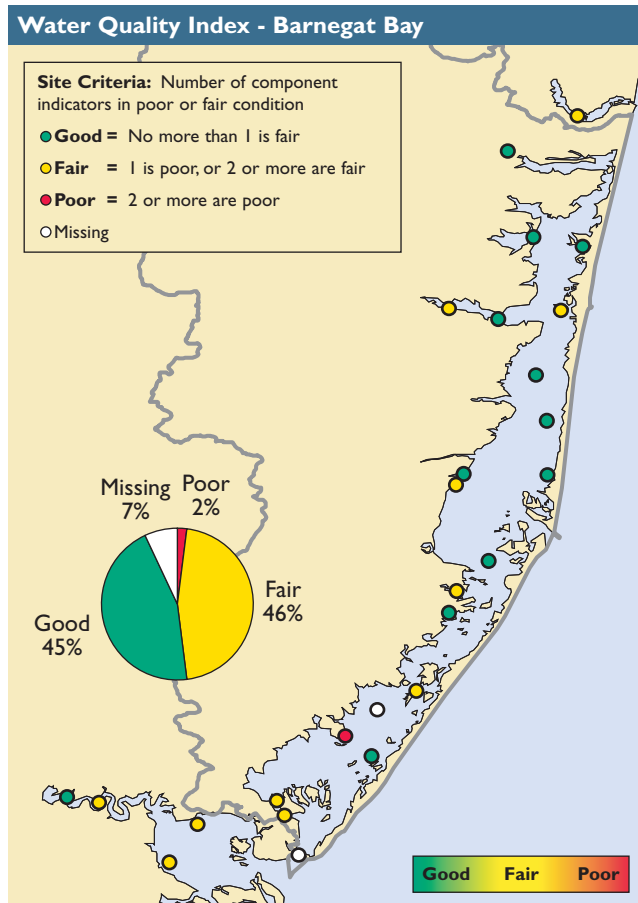 Water Quality Index - Barnegat Bay
Site Criteria: Number of component
indicators in poor or fair condition
Good = No more than 1 is fair
Fair = 1 is poor, or 2 or more are fair
Poor = 2 or more are poor
Missing
Missing
7%
Poor
2%
Fair
46%
Good
45%
Good Fair Poor